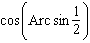 cos(Arc sin 1/2)